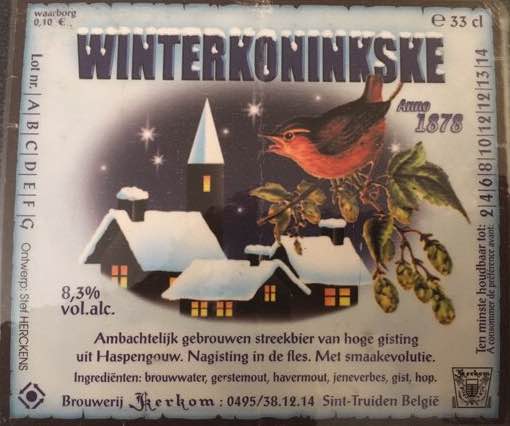 waarborg
0,10 €
℮ 33 cl
WINTERKONINKSKE
Anno
1878
Lot nr. A|B|C|D|E|F|G
Ontwerp: Stef HERCKENS
8,3%
vol.alc.
Ambachtelijk gebrouwen streekbier van hoge gisting
uit Haspengouw. Nagisting in de fles. Met smaakevolutie.
Ingrediënten: brouwwater, gerstemout, havermout, jeneverbes, gist, hop.
Brouwerij Kerkom : 0495/38.12.14 Sint-Truiden België
Kerkom
Ten minste houdbaar tot: 2|4|6|8|10|12|12|13|14
A consommer de préférence avant: